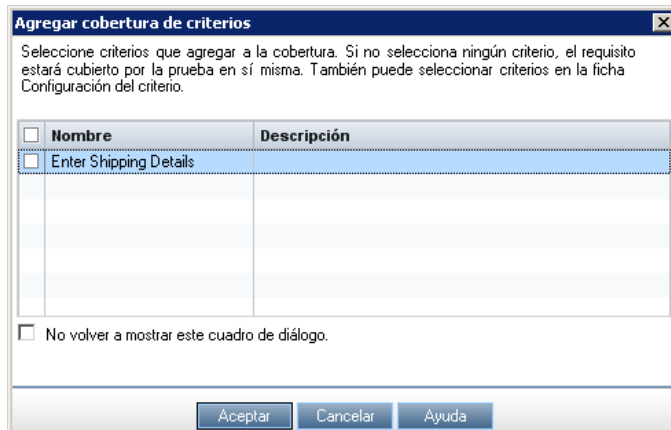 Agregar cobertura de criterios
Seleccione criterios que agregar a la cobertura. Si no selecciona ningún criterio, el requisito
estará cubierto por la prueba en sí misma. También puede seleccionar criterios en la ficha
Configuración del criterio.
Nombre Descripción
Enter Shipping Details
No volver a mostrar este cuadro de diálogo.
Aceptar Cancelar Ayuda